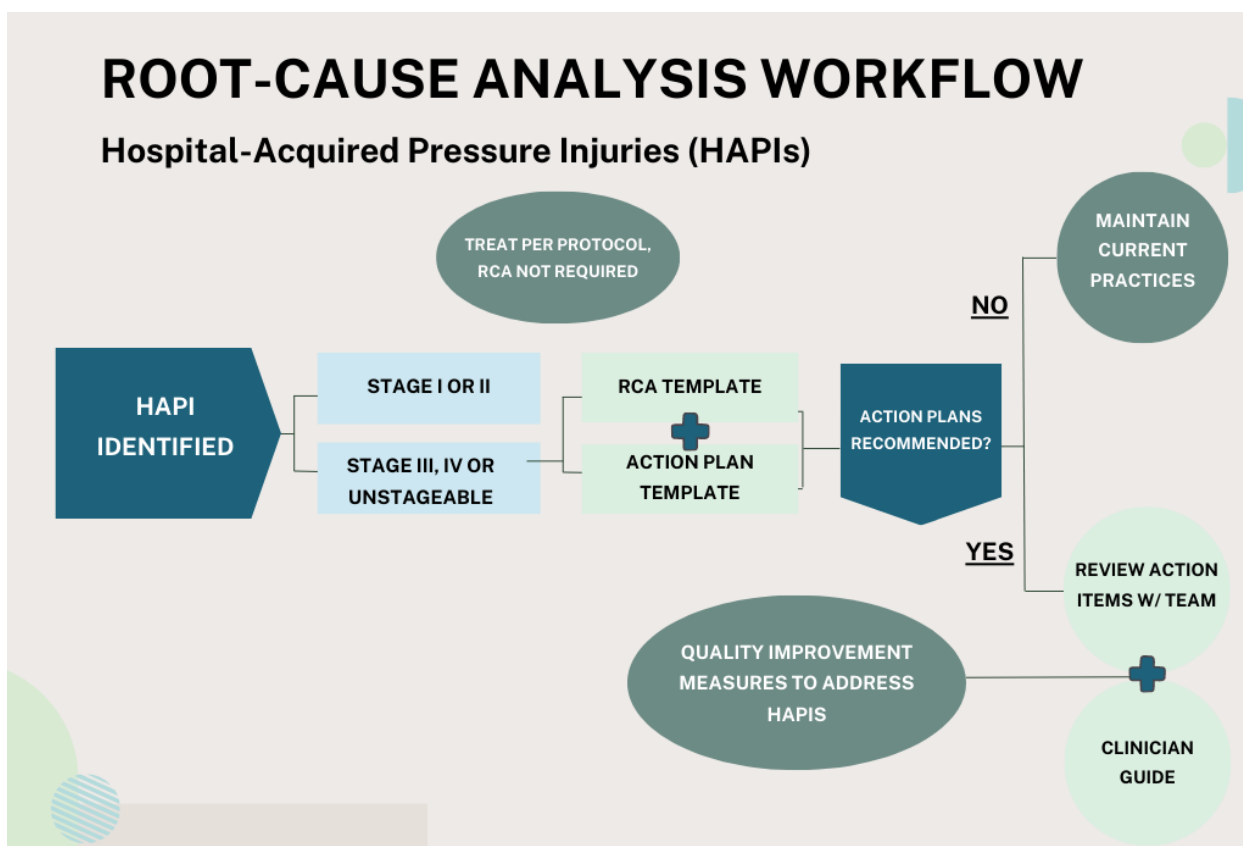 ROOT-CAUSE ANALYSIS WORKFLOW
Hospital-Acquired Pressure Injuries (HAPIs)
TREAT PER PROTOCOL,
RCA NOT REQUIRED
HAPI
IDENTIFIED
STAGE I OR II
STAGE III, IV OR
UNSTAGEABLE
RCA TEMPLATE
ACTION PLAN
TEMPLATE
ACTION PLANS
RECOMMENDED?
NO
MAINTAIN
CURRENT
PRACTICES
YES
REVIEW ACTION
ITEMS W/ TEAM
QUALITY IMPROVEMENT
MEASURES TO ADDRESS
HAPIS
CLINICIAN
GUIDE